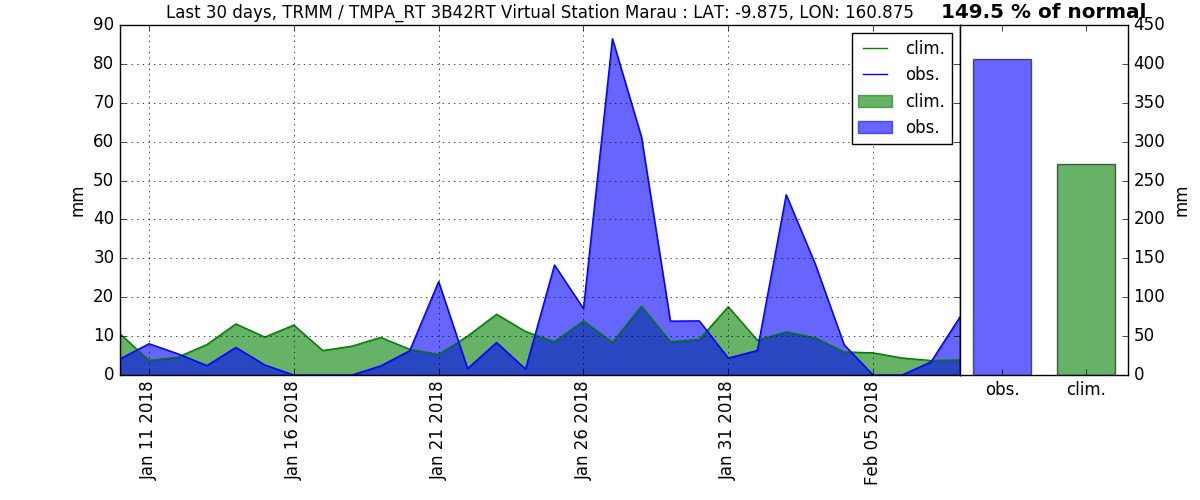 Last 30 days, TRMM / TMPA_RT 3B42RT Virtual Station Marau : LAT: -9.875, LON: 160.875
149.5 % of normal
90
80
70
60
50
40
30
20
10
0
mm
clim.
obs.
clim.
obs.
450
400
350
300
250
200
150
100
50
0
mm
Jan 11 2018
Jan 16 2018
Jan 21 2018
Jan 26 2018
Jan 31 2018
Feb 05 2018
obs.
clim.